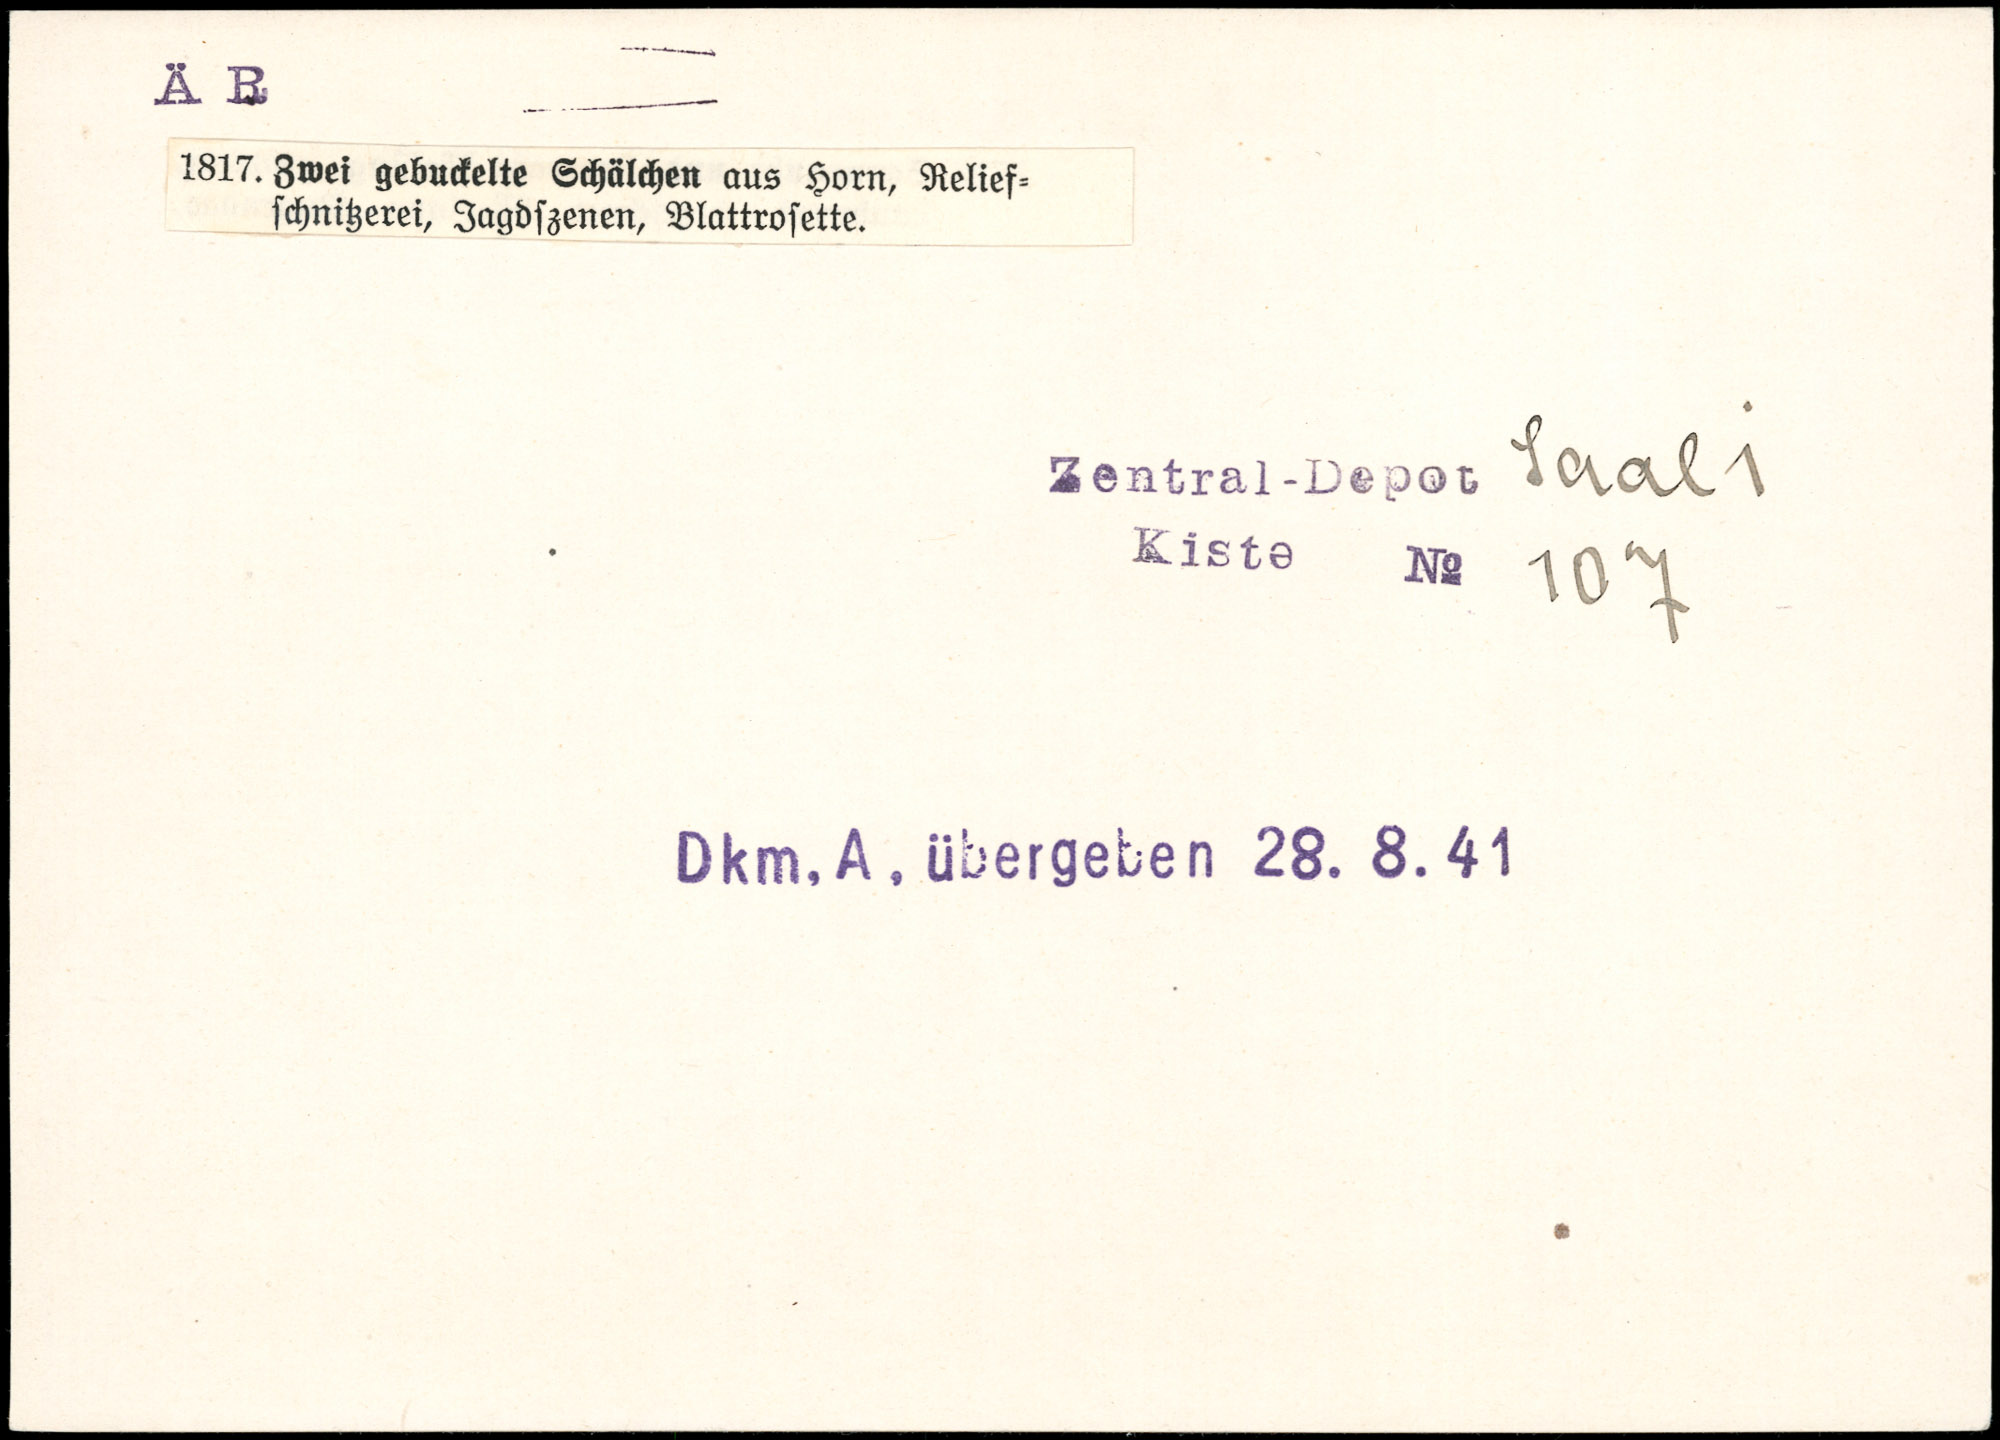 Ä R
1817. Zwei gebuckelte Schälchen aus Horn, Relief=
ſchnitzerei, Jagdſzenen, Blattroſette.
Zentral-Depot Saal i
Kiste № 107
Dkm. A. übergeben 28. 8. 41